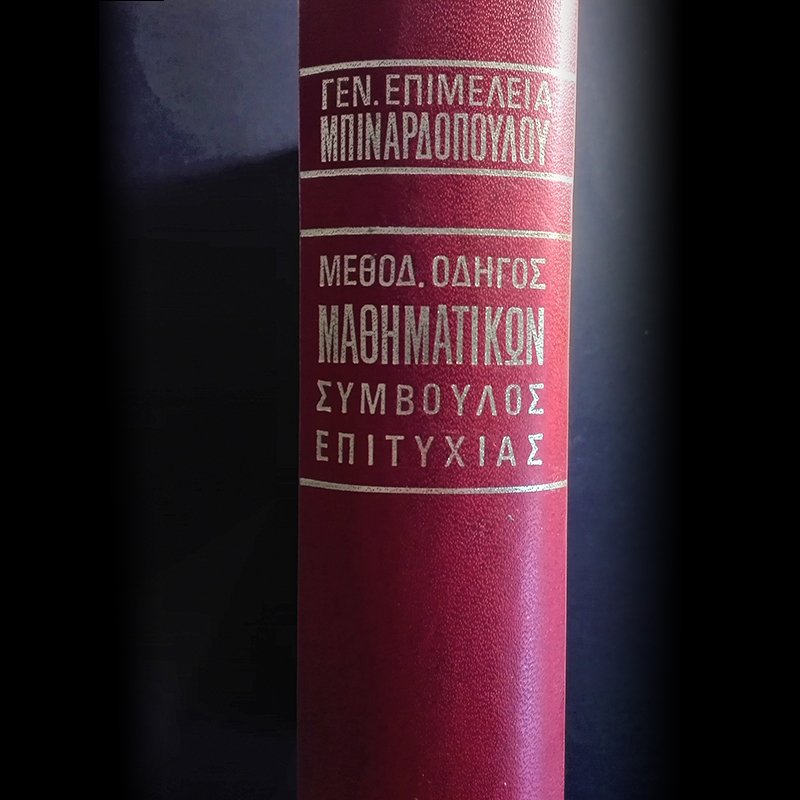 ΓΕΝ. ΕΠΙΜΕΛΕΙΑ
ΜΠΙΝΑΡΔΟΠΟΥΛΟΥ
ΜΕΘΟΔ. ΟΔΗΓΟΣ
ΜΑΘΗΜΑΤΙΚΩΝ
ΣΥΜΒΟΥΛΟΣ
ΕΠΙΤΥΧΙΑΣ